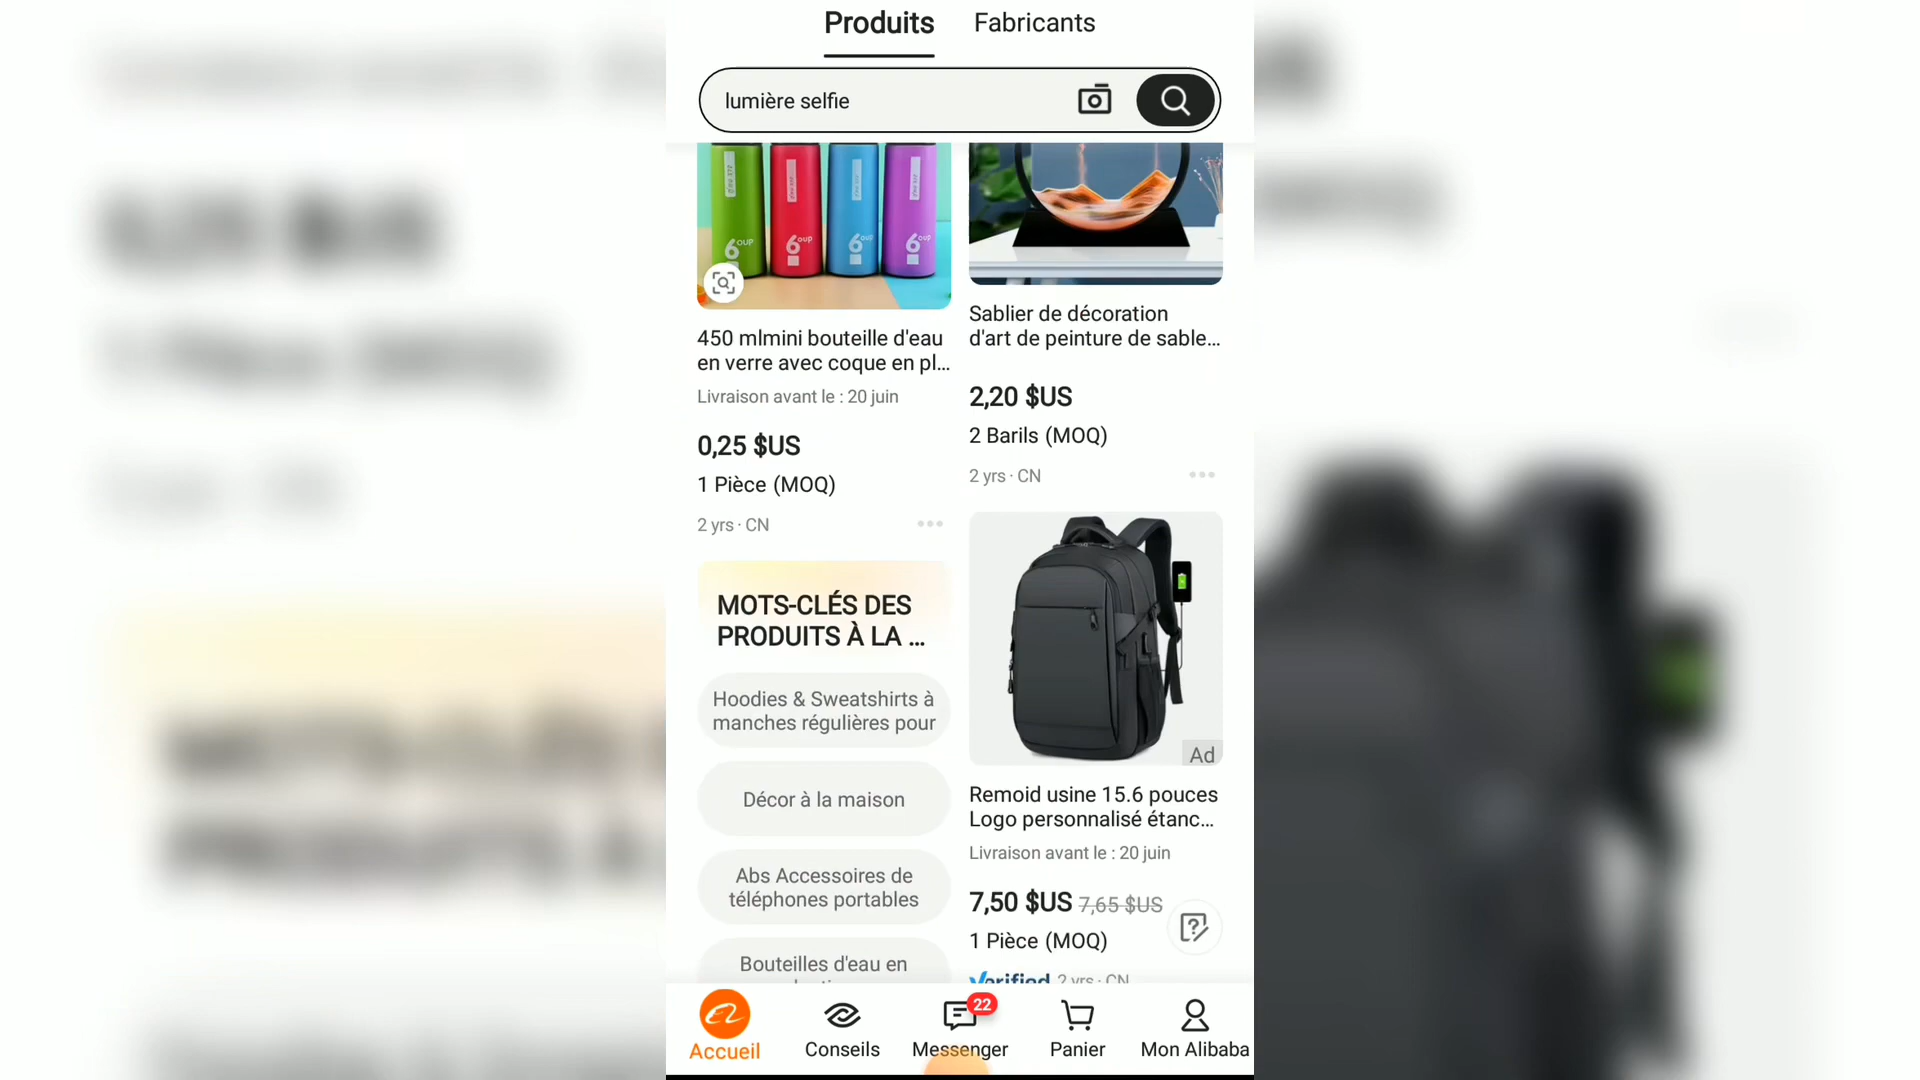 Produits Fabricants
lumière selfie
6oup 6oup 6oup 6oup
450 mlmini bouteille d'eau
en verre avec coque en pl...
Livraison avant le : 20 juin
0,25 $US
1 Pièce (MOQ)
2 yrs · CN
MOTS-CLÉS DES
PRODUITS À LA ...
Hoodies & Sweatshirts à
manches régulières pour
Décor à la maison
Abs Accessoires de
téléphones portables
Bouteilles d'eau en
Sablier de décoration
d'art de peinture de sable...
2,20 $US
2 Barils (MOQ)
2 yrs · CN
Ad
Remoid usine 15.6 pouces
Logo personnalisé étanc...
Livraison avant le : 20 juin
7,50 $US 7,65 $US
1 Pièce (MOQ)
Verified 2 yrs · CN
22
Accueil Conseils Messenger Panier Mon Alibaba